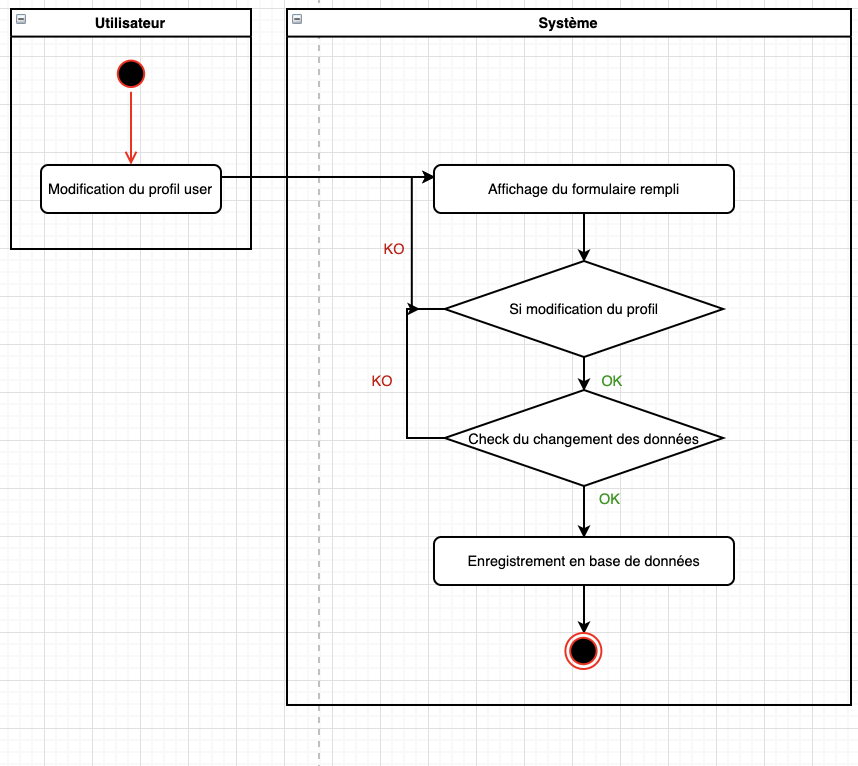 Utilisateur
Système
Modification du profil user
Affichage du formulaire rempli
KO
Si modification du profil
KO
OK
Check du changement des données
OK
Enregistrement en base de données